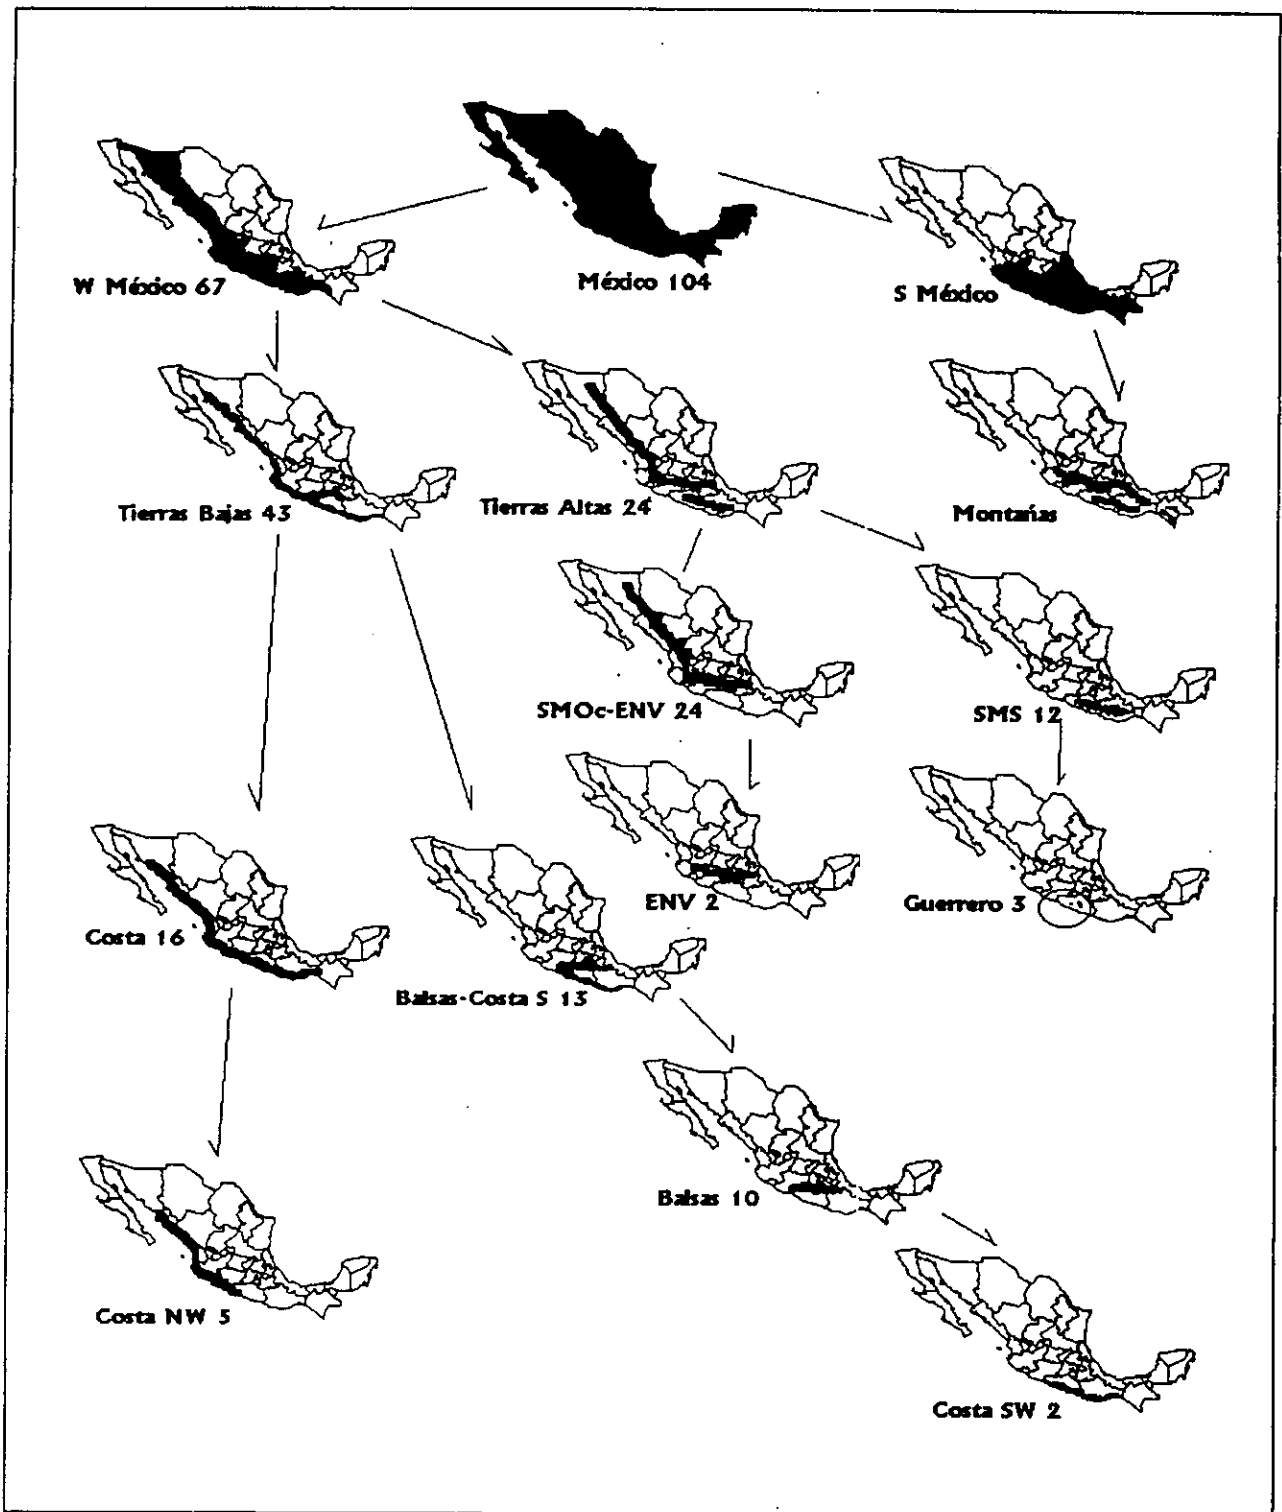 México 104
W México 67
S México
Tierras Bajas 43
Tierras Altas 24
Montañas
SMOc-ENV 24
SMS 12
ENV 2
Guerrero 3
Costa 16
Balsas-Costa S 13
Balsas 10
Costa NW 5
Costa SW 2